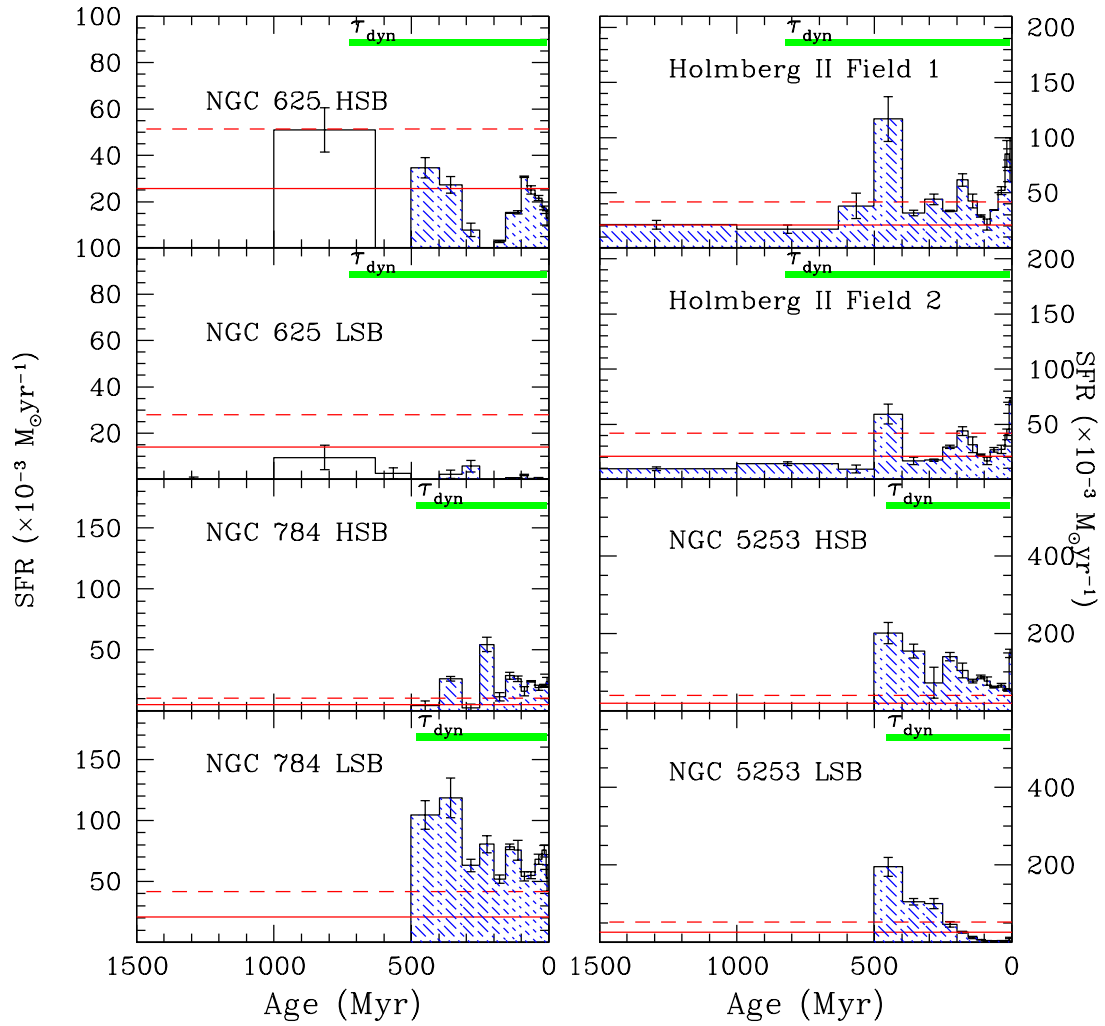 100
80
60
40
20
τdyn
NGC 625 HSB
100
80
60
40
20
τdyn
NGC 625 LSB
150
100
50
τdyn
NGC 784 HSB
150
100
50
τdyn
NGC 784 LSB
1500 1000 500 0
Age (Myr)
SFR (×10⁻³ M⊙yr⁻¹)
τdyn
Holmberg II Field 1
200
150
100
50
τdyn
Holmberg II Field 2
200
150
100
50
τdyn
NGC 5253 HSB
400
200
τdyn
NGC 5253 LSB
400
200
1500 1000 500 0
Age (Myr)
SFR (×10⁻³ M⊙yr⁻¹)